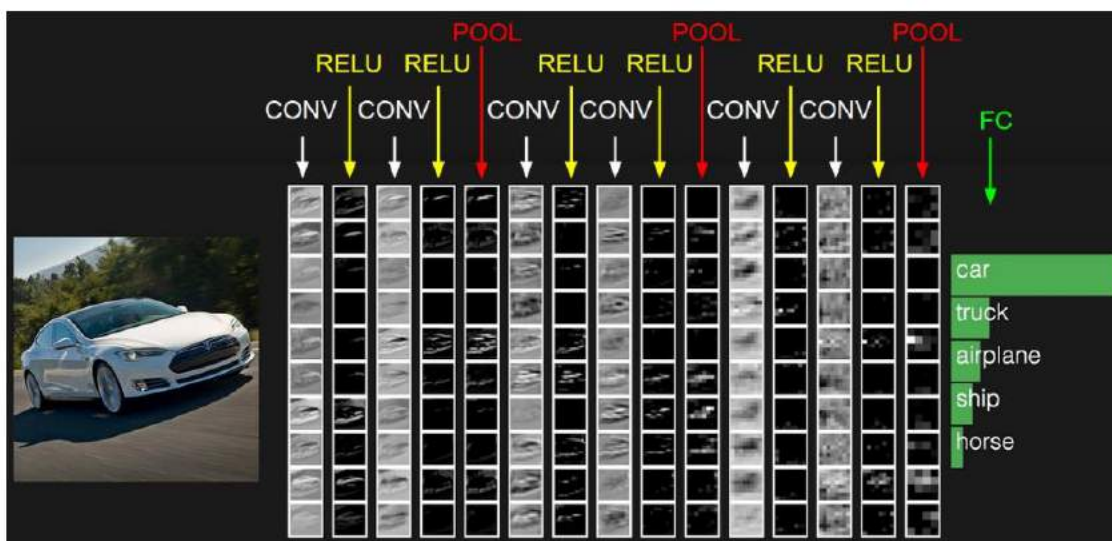 POOL POOL POOL
RELU RELU RELU RELU RELU RELU
CONV CONV CONV CONV CONV CONV
FC
car
truck
airplane
ship
horse